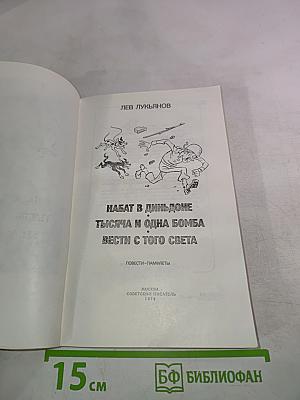 ЛЕВ ЛУКЬЯНОВ
НАБАТ В ДИНЬДОНЕ
•
ТЫСЯЧА И ОДНА БОМБА
•
ВЕСТИ С ТОГО СВЕТА
ПОВЕСТИ-ПАМФЛЕТЫ
МОСКВА
СОВЕТСКИЙ ПИСАТЕЛЬ
15 СМ
БФ БИБЛИОФАН